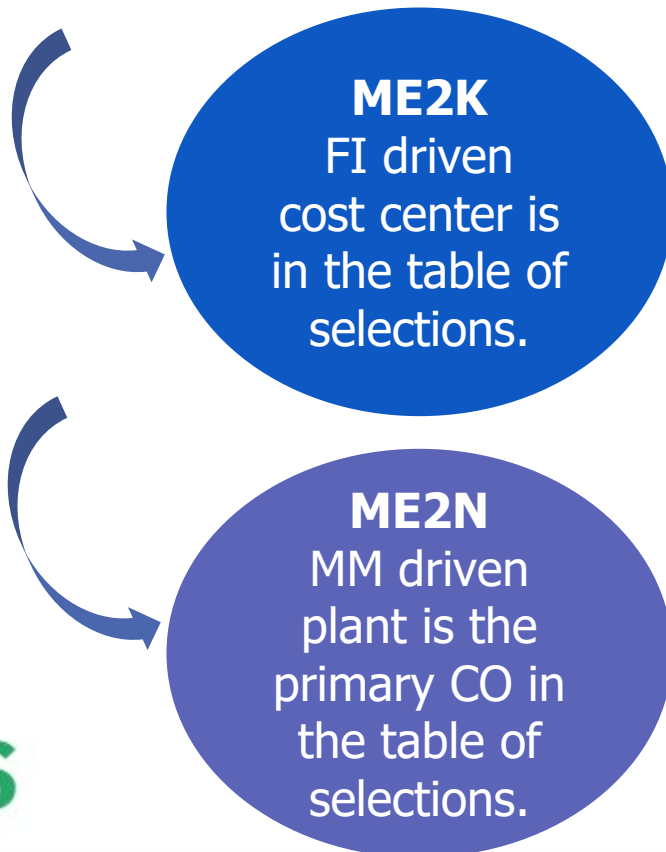 ME2K
FI driven
cost center is
in the table of
selections.
ME2N
MM driven
plant is the
primary CO in
the table of
selections.
s